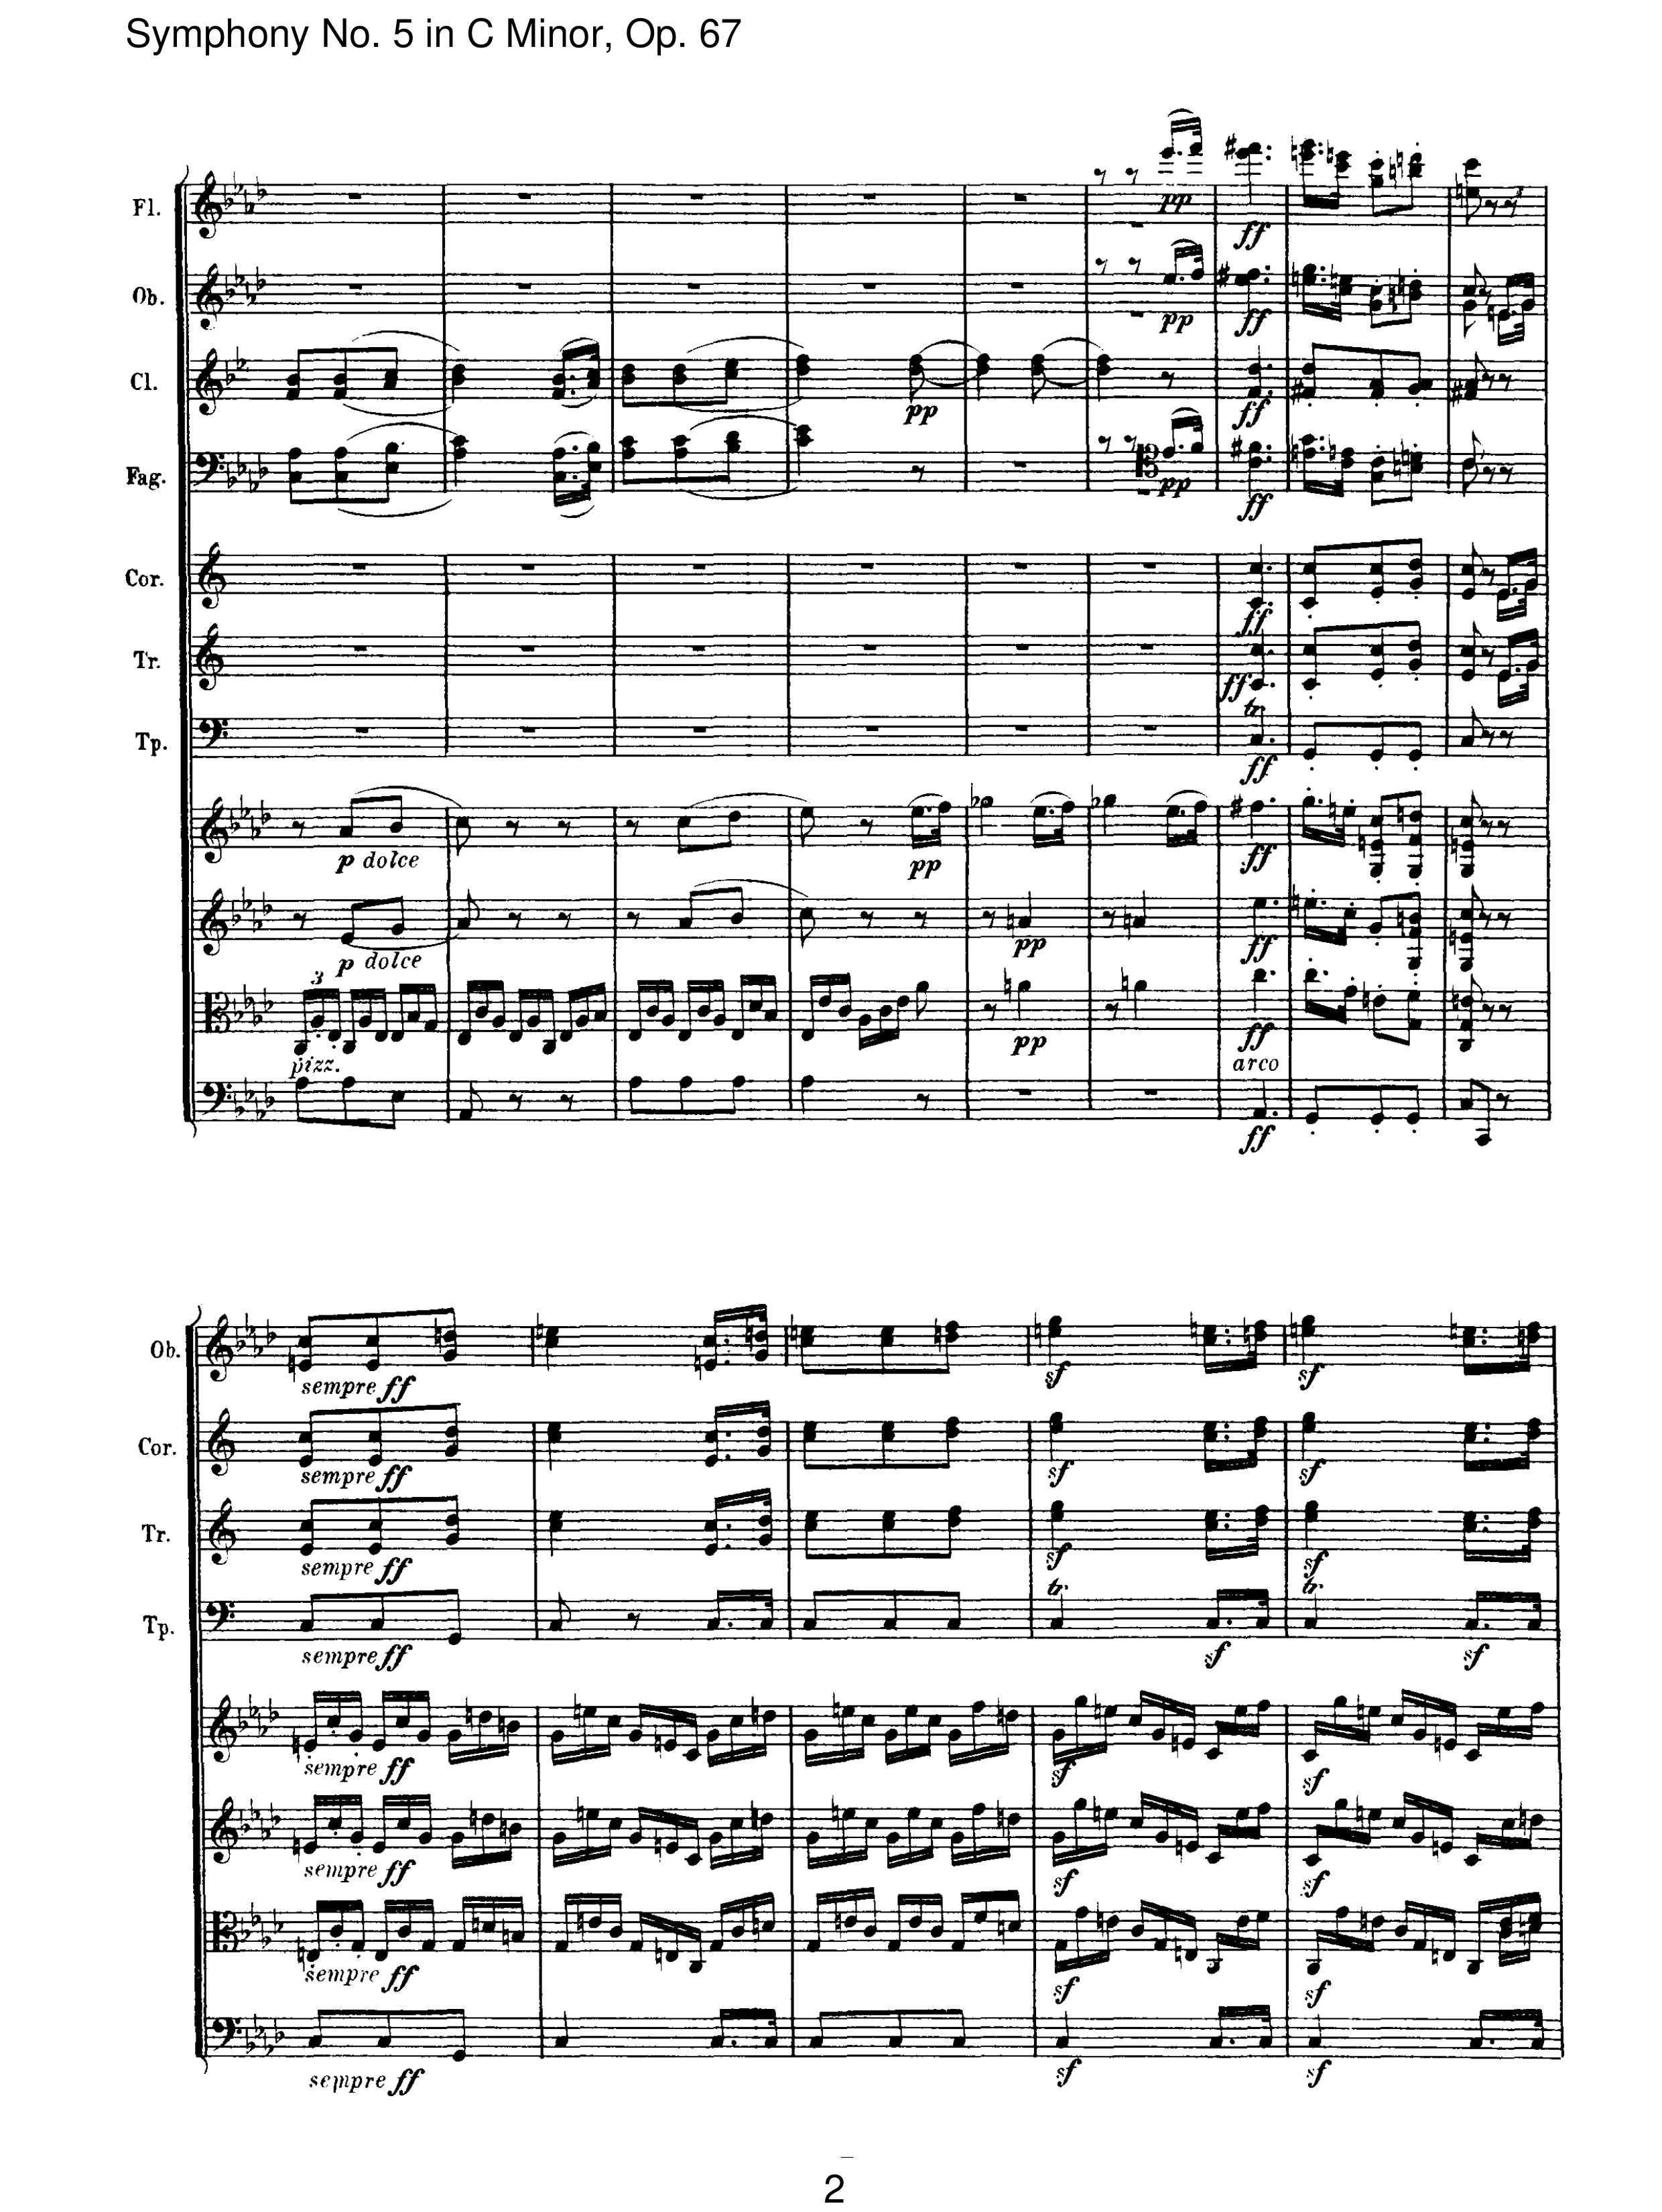 Symphony No. 5 in C Minor, Op. 67
Fl.
pp
ff
Ob.
pp
ff
Cl.
pp
ff
Fag.
pp
ff
Cor.
ff
Tr.
ff
tr
Tp.
ff
p dolce
pp
ff
p dolce
pp
ff
3
pp
ff
pizz.
arco
ff
Ob.
sempre ff
sf
sf
Cor.
sempre ff
sf
sf
Tr.
sempre ff
sf
sf
tr
tr
Tp.
sempre ff
sf
sf
sempre ff
sf
sf
sempre ff
sf
sf
sempre ff
sf
sf
sempre ff
sf
sf
2